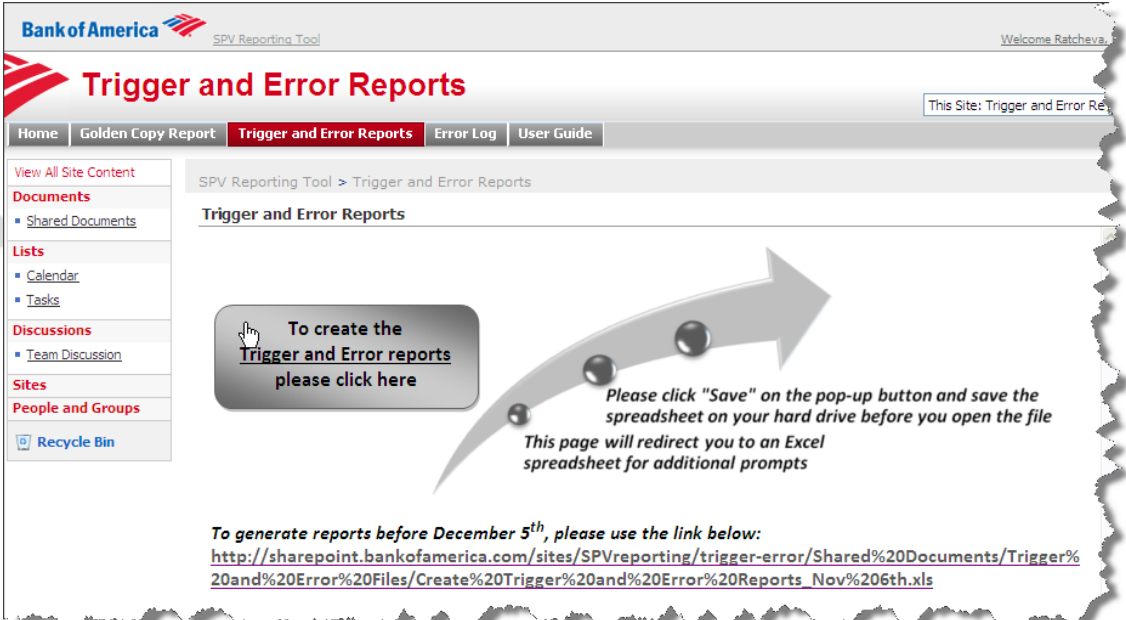 Bank of America
SPV Reporting Tool
Welcome Ratcheva,
Trigger and Error Reports
This Site: Trigger and Error Re
Home
Golden Copy Report
Trigger and Error Reports
Error Log
User Guide
View All Site Content
Documents
Shared Documents
Lists
Calendar
Tasks
Discussions
Team Discussion
Sites
People and Groups
Recycle Bin
SPV Reporting Tool > Trigger and Error Reports
Trigger and Error Reports
To create the
Trigger and Error reports
please click here
Please click "Save" on the pop-up button and save the
spreadsheet on your hard drive before you open the file
This page will redirect you to an Excel
spreadsheet for additional prompts
To generate reports before December 5th, please use the link below:
http://sharepoint.bankofamerica.com/sites/SPVreporting/trigger-error/Shared%20Documents/Trigger%
20and%20Error%20Files/Create%20Trigger%20and%20Error%20Reports_Nov%206th.xls